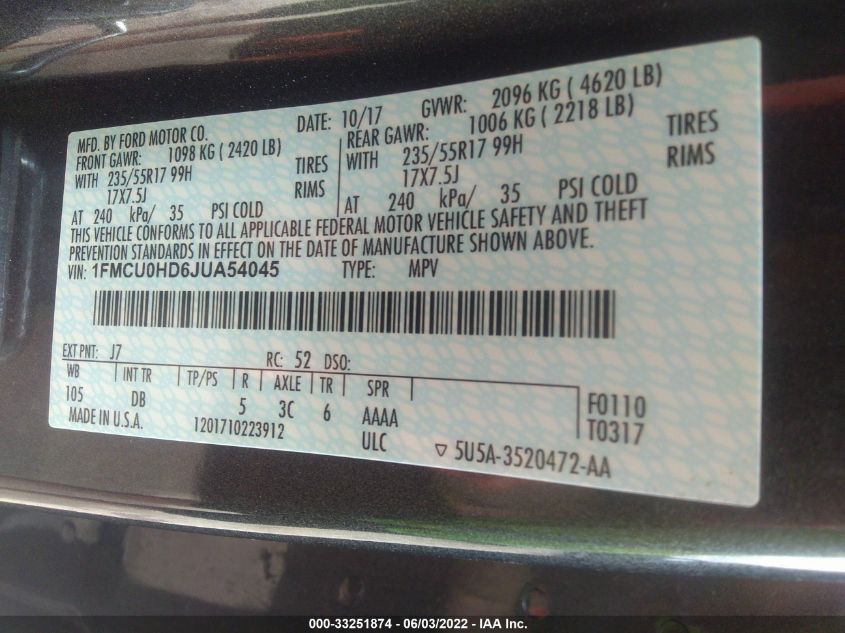 MFD. BY FORD MOTOR CO. DATE: 10/17 GVWR: 2096 KG ( 4620 LB)
FRONT GAWR: 1098 KG ( 2420 LB) REAR GAWR: 1006 KG ( 2218 LB)
WITH 235/55R17 99H TIRES WITH 235/55R17 99H TIRES
17X7.5J RIMS 17X7.5J RIMS
AT 240 kPa/ 35 PSI COLD AT 240 kPa/ 35 PSI COLD
THIS VEHICLE CONFORMS TO ALL APPLICABLE FEDERAL MOTOR VEHICLE SAFETY AND THEFT
PREVENTION STANDARDS IN EFFECT ON THE DATE OF MANUFACTURE SHOWN ABOVE.
VIN: 1FMCU0HD6JUA54045 TYPE: MPV
EXT PNT: J7 RC: 52 DSO:
WB INT TR TP/PS R AXLE TR SPR
105 DB 5 3C 6 AAAA F0110
MADE IN U.S.A. 1201710223912 ULC T0317
5U5A-3520472-AA
000-33251874 - 06/03/2022 - IAA Inc.